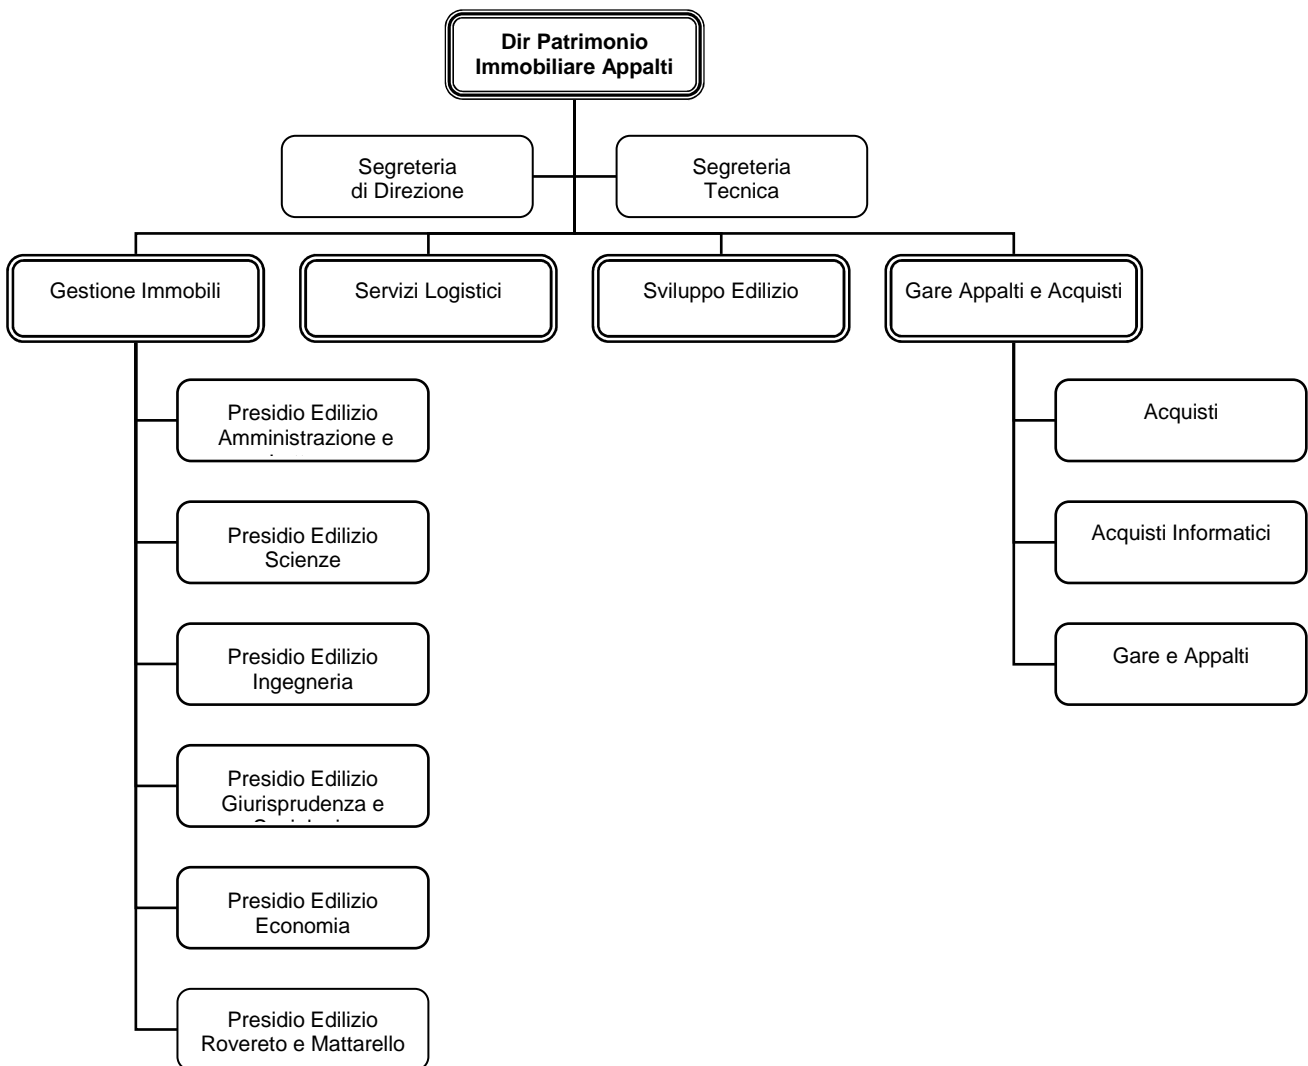 Dir Patrimonio
Immobiliare Appalti
Segreteria
di Direzione
Segreteria
Tecnica
Gestione Immobili
Servizi Logistici
Sviluppo Edilizio
Gare Appalti e Acquisti
Presidio Edilizio
Amministrazione e
Presidio Edilizio
Scienze
Presidio Edilizio
Ingegneria
Presidio Edilizio
Giurisprudenza e
Presidio Edilizio
Economia
Presidio Edilizio
Rovereto e Mattarello
Acquisti
Acquisti Informatici
Gare e Appalti